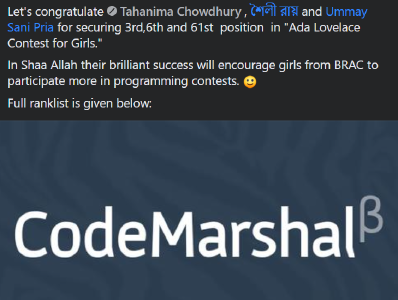 Let's congratulate Tahanima Chowdhury , শৈলী রায় and Ummay
Sani Pria for securing 3rd,6th and 61st position in "Ada Lovelace
Contest for Girls."
In Shaa Allah their brilliant success will encourage girls from BRAC to
participate more in programming contests. 🙂
Full ranklist is given below:
CodeMarshalβ